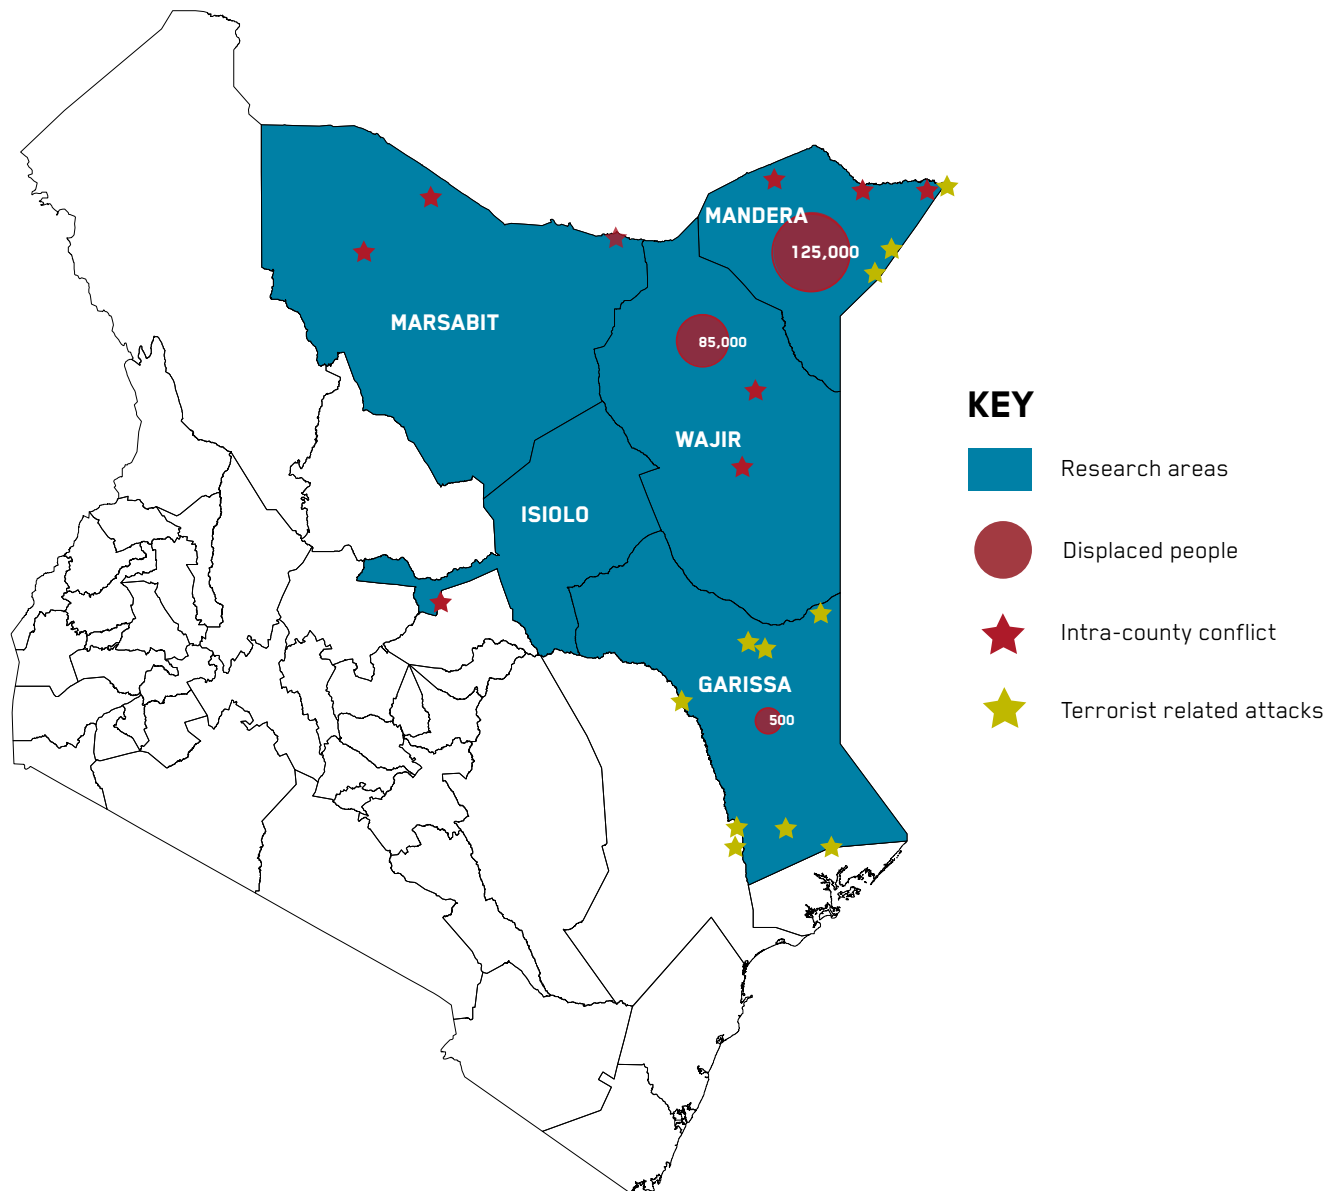 MANDERA
125,000
MARSABIT
85,000
WAJIR
ISIOLO
GARISSA
500
KEY
Research areas
Displaced people
Intra-county conflict
Terrorist related attacks